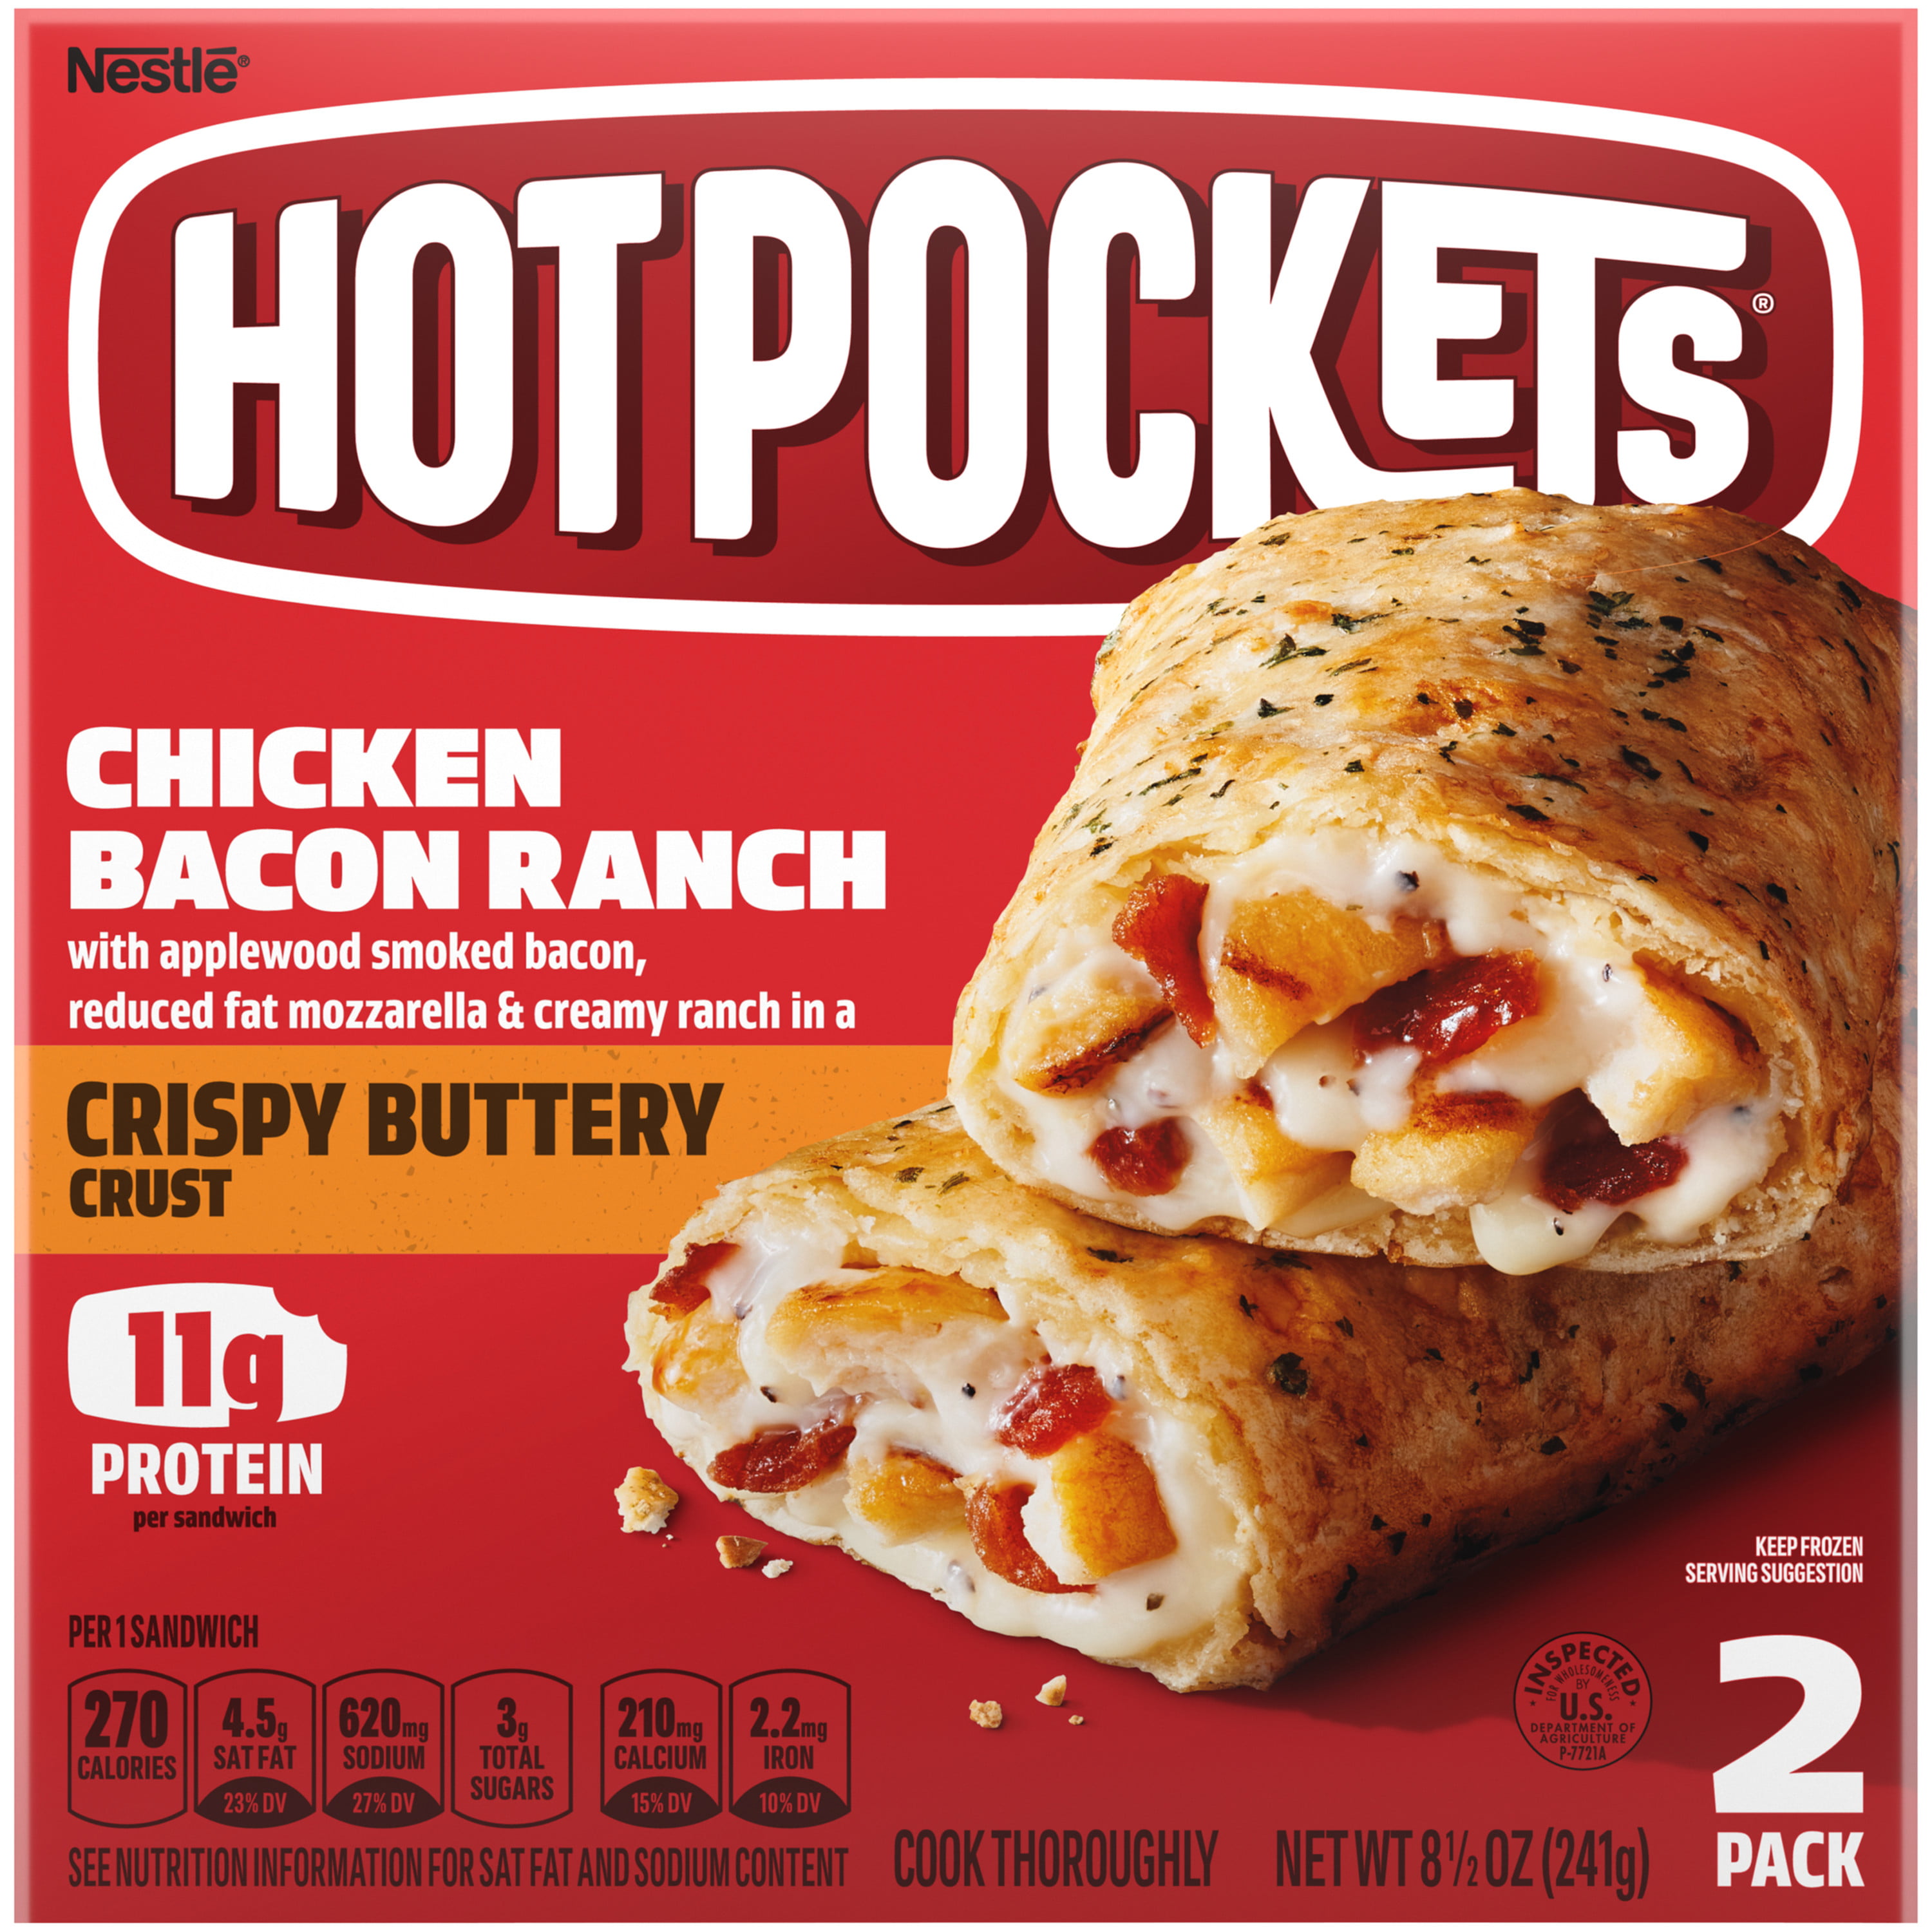 Nestlé®
HOT POCKETS®
CHICKEN
BACON RANCH
with applewood smoked bacon,
reduced fat mozzarella & creamy ranch in a
CRISPY BUTTERY
CRUST
11g
PROTEIN
per sandwich
KEEP FROZEN
SERVING SUGGESTION
PER 1 SANDWICH
270
CALORIES
4.5g
SAT FAT
23% DV
620mg
SODIUM
27% DV
3g
TOTAL
SUGARS
210mg
CALCIUM
15% DV
2.2mg
IRON
10% DV
INSPECTED
FOR WHOLESOMENESS
BY
U.S.
DEPARTMENT OF
AGRICULTURE
P-7721A
2
PACK
SEE NUTRITION INFORMATION FOR SAT FAT AND SODIUM CONTENT
COOK THOROUGHLY
NET WT 8 1/2 OZ (241g)